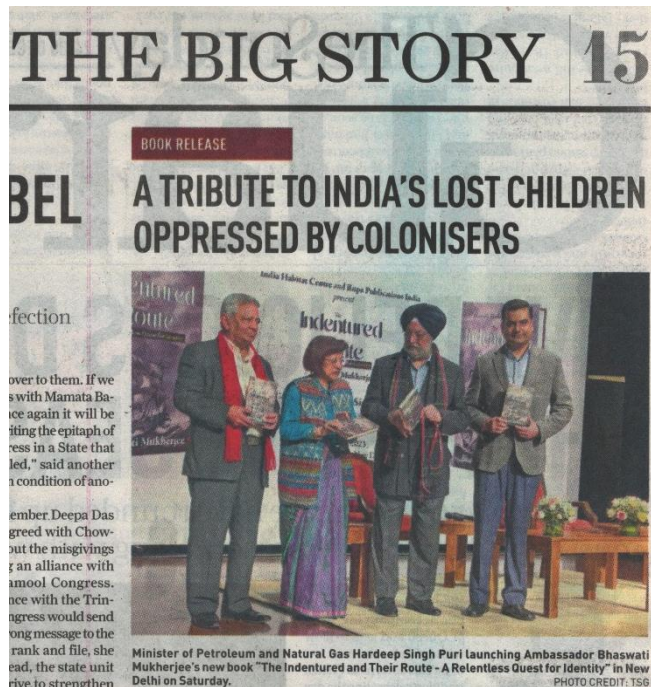 THE BIG STORY 15
BOOK RELEASE
A TRIBUTE TO INDIA'S LOST CHILDREN
OPPRESSED BY COLONISERS
BEL
efection
over to them. If we
s with Mamata Ba-
nce again it will be
riting the epitaph of
ress in a State that
led," said another
n condition of ano-
ember Deepa Das
greed with Chow-
out the misgivings
g an alliance with
amool Congress.
nce with the Trin-
ngress would send
ong message to the
rank and file, she
ead, the state unit
rive to strengthen
India Habitat Centre and Rupa Publications India
present
Indentured
Minister of Petroleum and Natural Gas Hardeep Singh Puri launching Ambassador Bhaswati
Mukherjee's new book "The Indentured and Their Route - A Relentless Quest for Identity" in New
Delhi on Saturday.
PHOTO CREDIT: TSG